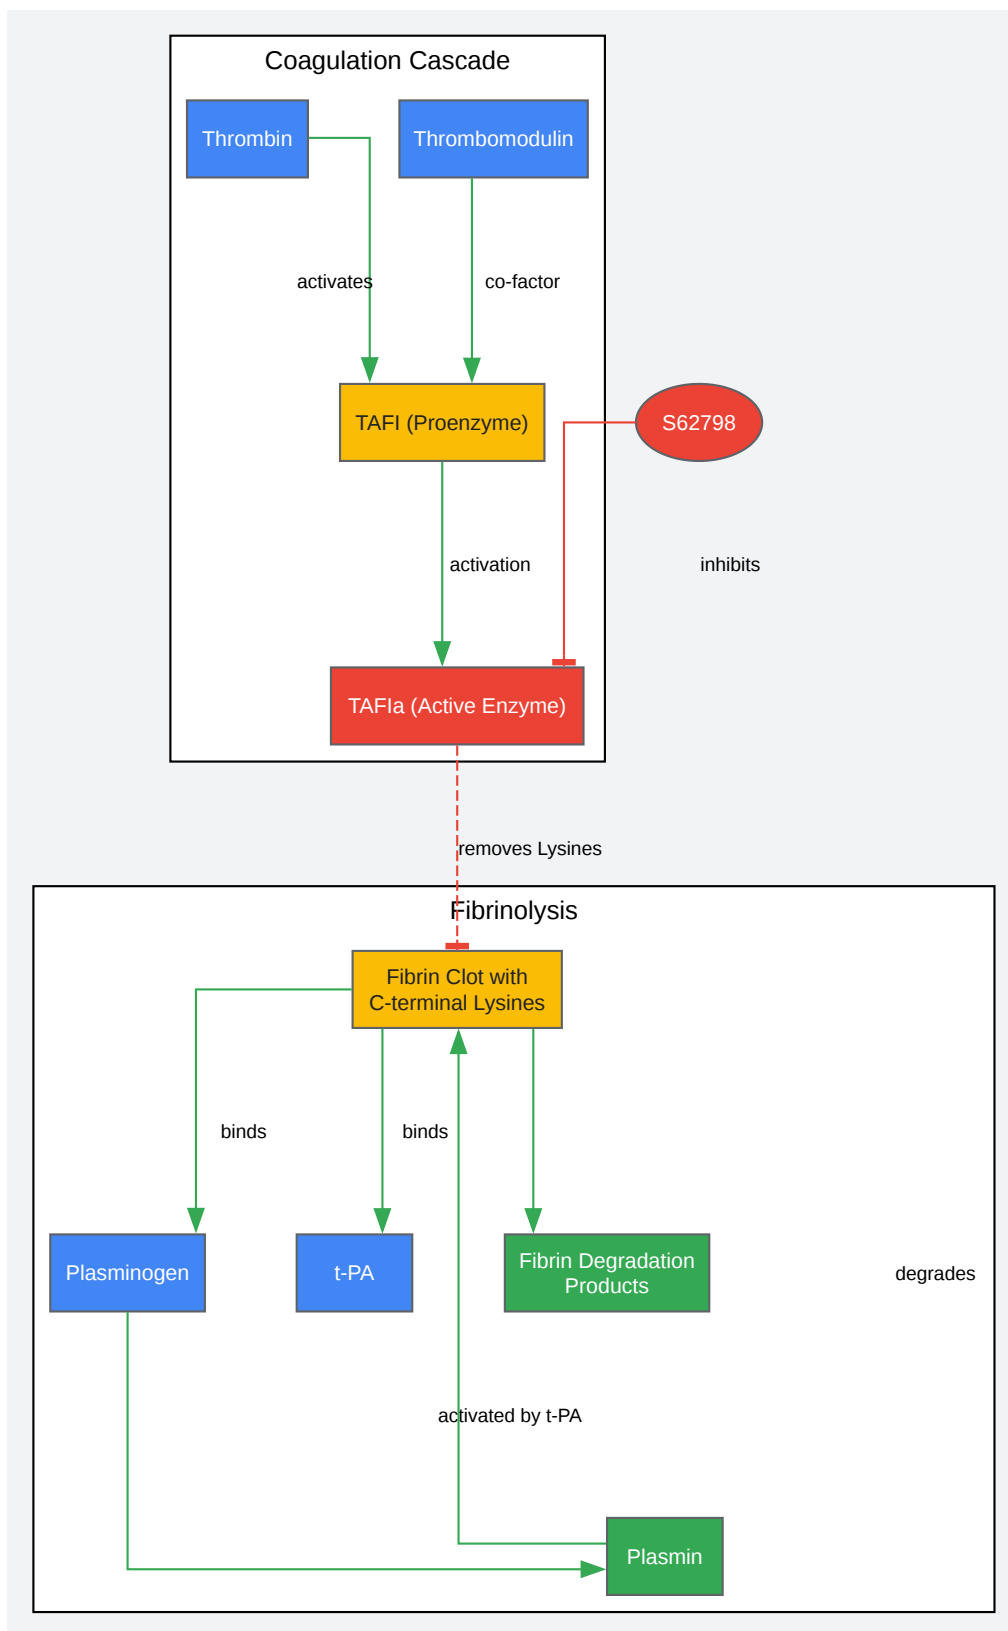 Coagulation Cascade
Thrombin
Thrombomodulin
activates
co-factor
TAFI (Proenzyme)
S62798
activation
inhibits
TAFIa (Active Enzyme)
removes Lysines
Fibrinolysis
Fibrin Clot with
C-terminal Lysines
binds
binds
Plasminogen
t-PA
Fibrin Degradation
Products
degrades
activated by t-PA
Plasmin